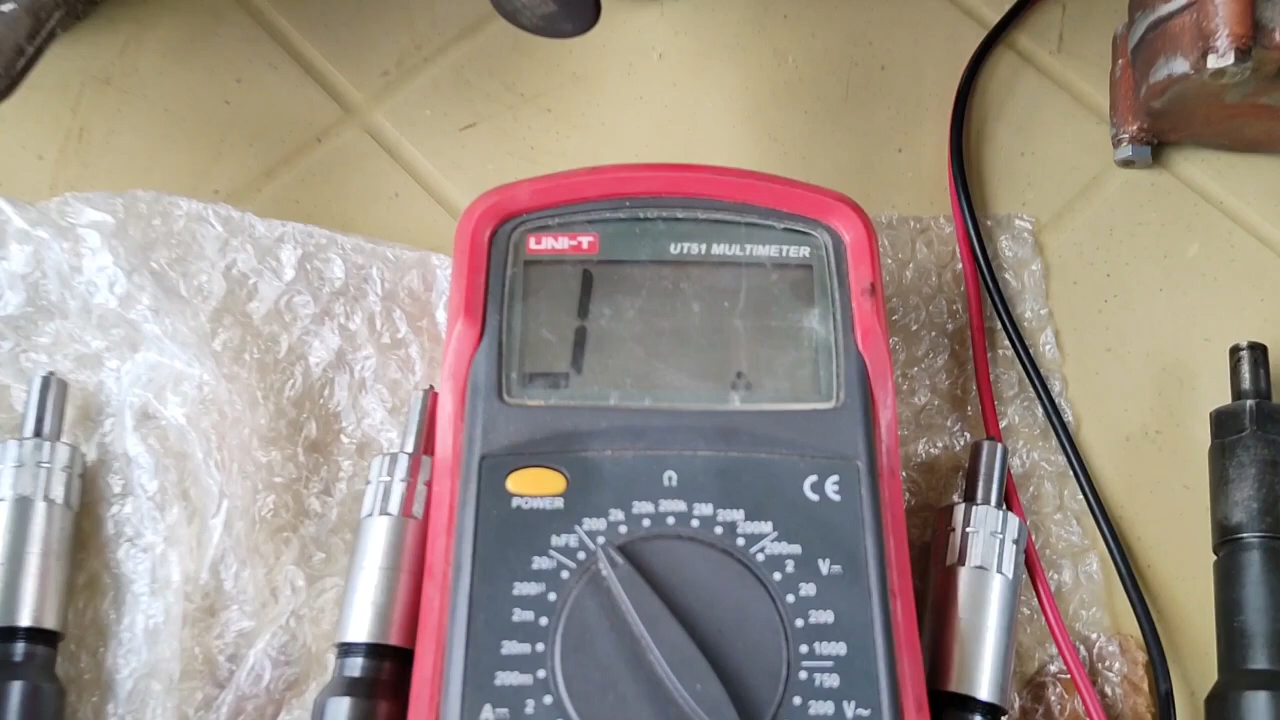 UNI-T
UT51 MULTIMETER
1
POWER
Ω
CE
hFE
200
2k
20k
200k
2M
20M
200M
200m
2
V⎓
20
200
1000
750
200
V~
20μ
200μ
2m
20m
200m
2
A⎓